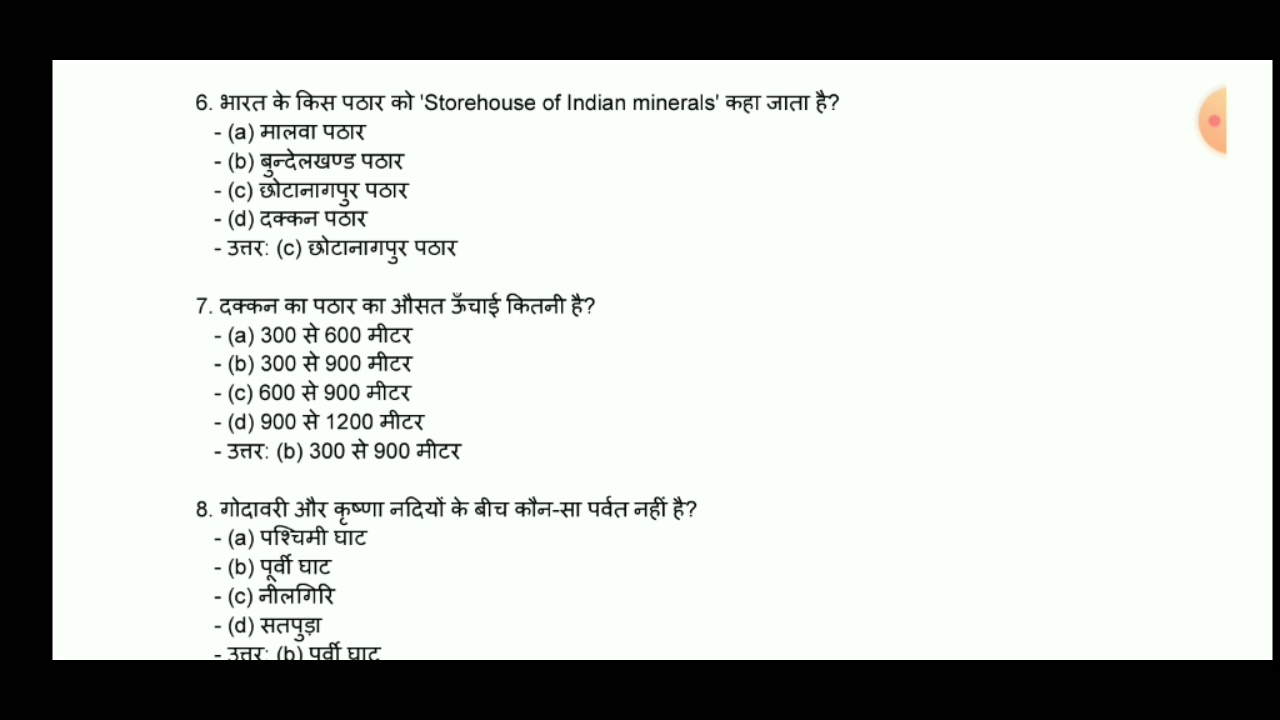 6. भारत के किस पठार को 'Storehouse of Indian minerals' कहा जाता है?
- (a) मालवा पठार
- (b) बुन्देलखण्ड पठार
- (c) छोटानागपुर पठार
- (d) दक्कन पठार
- उत्तर: (c) छोटानागपुर पठार
7. दक्कन का पठार का औसत ऊँचाई कितनी है?
- (a) 300 से 600 मीटर
- (b) 300 से 900 मीटर
- (c) 600 से 900 मीटर
- (d) 900 से 1200 मीटर
- उत्तर: (b) 300 से 900 मीटर
8. गोदावरी और कृष्णा नदियों के बीच कौन-सा पर्वत नहीं है?
- (a) पश्चिमी घाट
- (b) पूर्वी घाट
- (c) नीलगिरि
- (d) सतपुड़ा
- उत्तर: (b) पूर्वी घाट